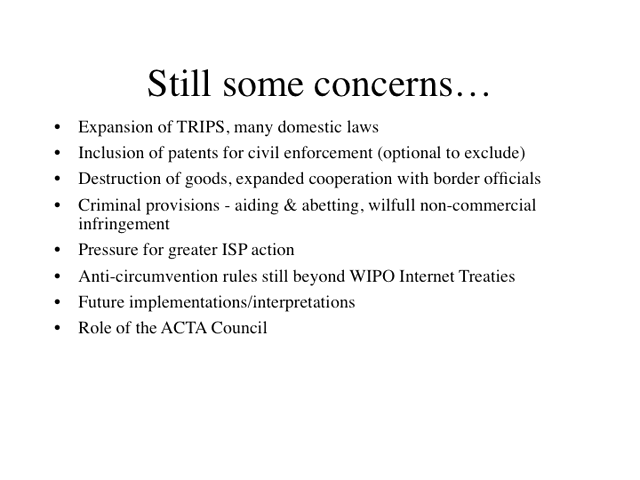 Still some concerns…
• Expansion of TRIPS, many domestic laws
• Inclusion of patents for civil enforcement (optional to exclude)
• Destruction of goods, expanded cooperation with border officials
• Criminal provisions - aiding & abetting, wilfull non-commercial
infringement
• Pressure for greater ISP action
• Anti-circumvention rules still beyond WIPO Internet Treaties
• Future implementations/interpretations
• Role of the ACTA Council